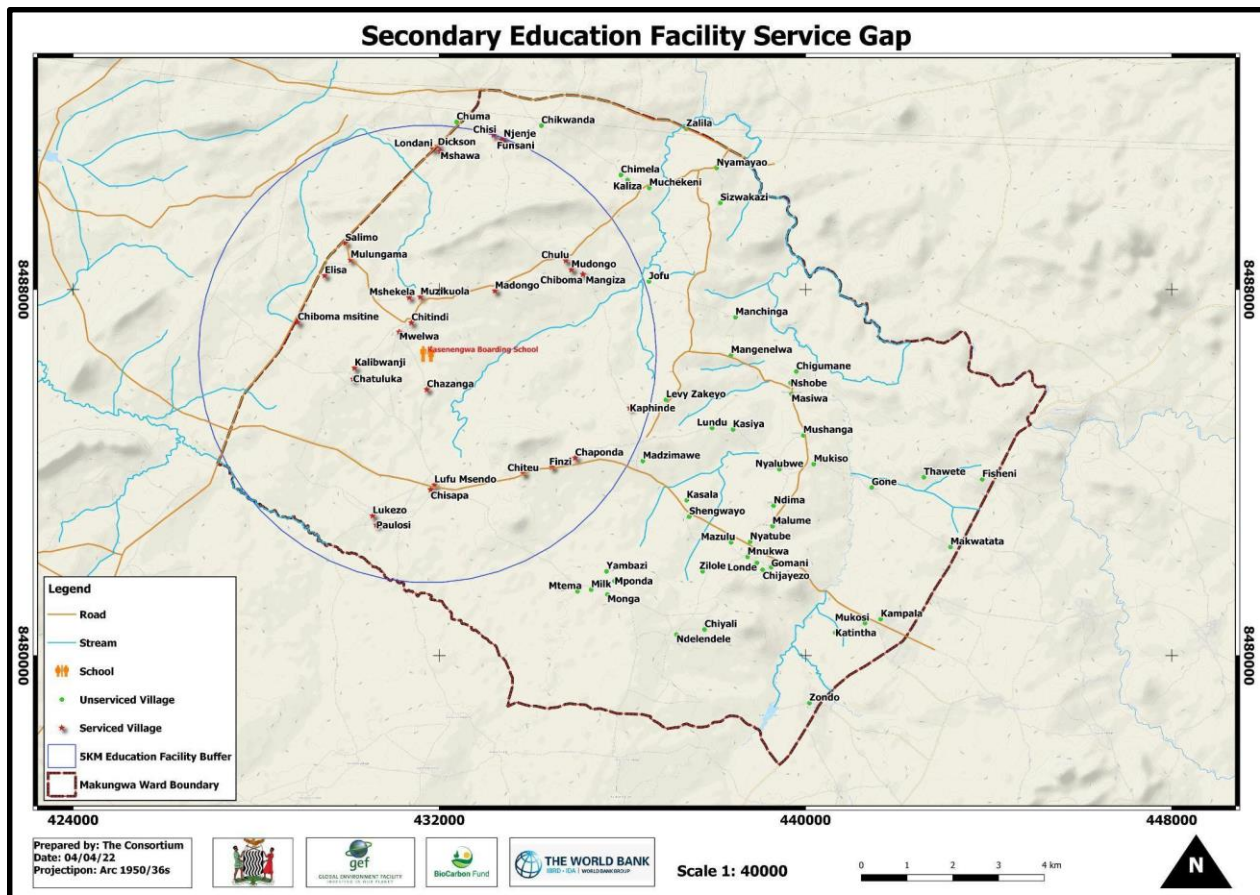 Secondary Education Facility Service Gap
Chuma
Chisi
Njenje
Chikwanda
Zalila
Londani
Dickson
Funsani
Mshawa
Chimela
Nyamayao
Kaliza
Muchekeni
Sizwakazi
Salimo
Mulungama
Chulu
Mudongo
Elisa
Chiboma
Mangiza
Jofu
8488000
8488000
Mshekela
Muzikuola
Madongo
Chiboma msitine
Chitindi
Manchinga
Mwelwa
Kasenengwa Boarding School
Mangenelwa
Kalibwanji
Chigumane
Chatuluka
Nshobe
Chazanga
Masiwa
Levy Zakeyo
Kaphinde
Lundu
Kasiya
Mushanga
Chaponda
Madzimawe
Finzi
Nyalubwe
Mukiso
Chiteu
Thawete
Fisheni
Lufu Msendo
Gone
Chisapa
Kasala
Ndima
Lukezo
Shengwayo
Paulosi
Malume
Mazulu
Nyatube
Makwatata
Mnukwa
Yambazi
Zilole
Londe
Gomani
Chijayezo
Mtema
Milk
Mponda
Monga
Kampala
Mukosi
Chiyali
Katintha
Ndelendele
8480000
8480000
Zondo
Legend
Road
Stream
School
Unserviced Village
Serviced Village
5KM Education Facility Buffer
Makungwa Ward Boundary
424000
432000
440000
448000
Prepared by: The Consortium
Date: 04/04/22
Projectipon: Arc 1950/36s
gef
GLOBAL ENVIRONMENT FACILITY
INVESTING IN OUR PLANET
BioCarbon Fund
THE WORLD BANK
IBRD • IDA | WORLD BANK GROUP
Scale 1: 40000
0 1 2 3 4 km
N